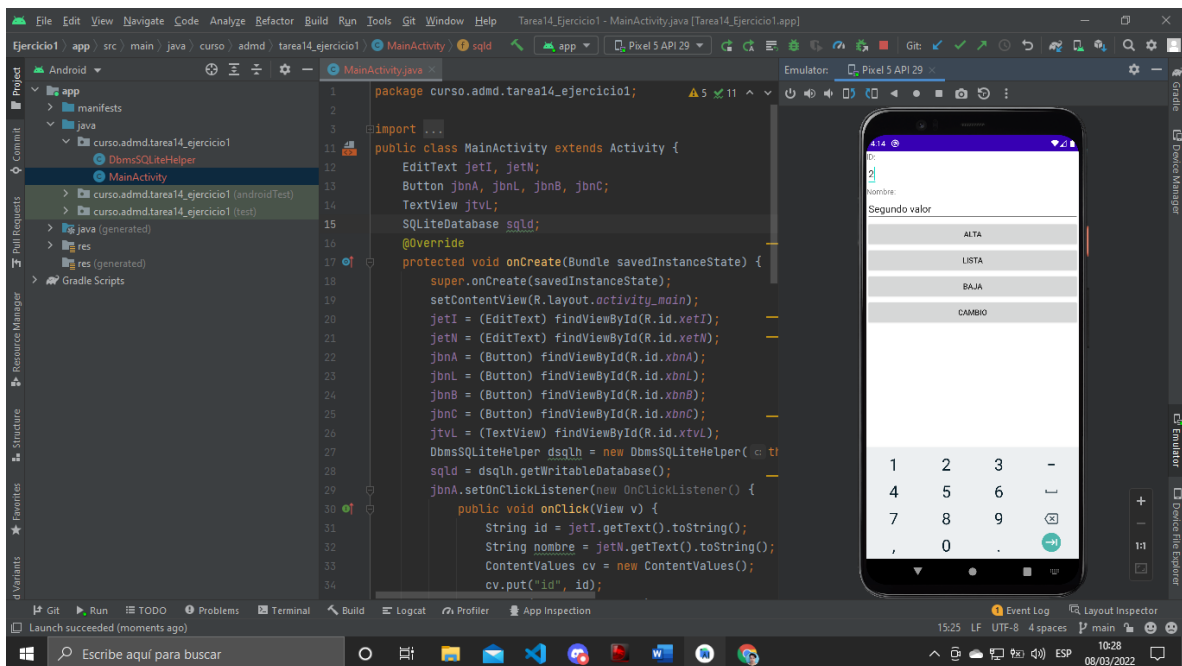 File Edit View Navigate Code Analyze Refactor Build Run Tools Git Window Help Tarea14_Ejercicio1 - MainActivity.java [Tarea14_Ejercicio1.app]
Ejercicio1 app src main java curso admd tarea14_ejercicio1 MainActivity sqld app Pixel 5 API 29 Git:
Android MainActivity.java Emulator: Pixel 5 API 29
Project
Commit
Pull Requests
Resource Manager
Structure
Favorites
d Variants
app
manifests
java
curso.admd.tarea14_ejercicio1
DbmsSQLiteHelper
MainActivity
curso.admd.tarea14_ejercicio1 (androidTest)
curso.admd.tarea14_ejercicio1 (test)
java (generated)
res
res (generated)
Gradle Scripts
5 11
1 package curso.admd.tarea14_ejercicio1;
2
3 import ...
11 public class MainActivity extends Activity {
12 EditText jetI, jetN;
13 Button jbnA, jbnL, jbnB, jbnC;
14 TextView jtvL;
15 SQLiteDatabase sqld;
16 @Override
17 protected void onCreate(Bundle savedInstanceState) {
18 super.onCreate(savedInstanceState);
19 setContentView(R.layout.activity_main);
20 jetI = (EditText) findViewById(R.id.xetI);
21 jetN = (EditText) findViewById(R.id.xetN);
22 jbnA = (Button) findViewById(R.id.xbnA);
23 jbnL = (Button) findViewById(R.id.xbnL);
24 jbnB = (Button) findViewById(R.id.xbnB);
25 jbnC = (Button) findViewById(R.id.xbnC);
26 jtvL = (TextView) findViewById(R.id.xtvL);
27 DbmsSQLiteHelper dsqlh = new DbmsSQLiteHelper( c: th
28 sqld = dsqlh.getWritableDatabase();
29 jbnA.setOnClickListener(new OnClickListener() {
30 public void onClick(View v) {
31 String id = jetI.getText().toString();
32 String nombre = jetN.getText().toString();
33 ContentValues cv = new ContentValues();
34 cv.put("id", id);
4:14
ID:
2
Nombre:
Segundo valor
ALTA
LISTA
BAJA
CAMBIO
1 2 3 -
4 5 6
7 8 9
, 0 .
1:1
Gradle
Device Manager
Emulator
Device File Explorer
Git Run TODO Problems Terminal Build Logcat Profiler App Inspection 1 Event Log Layout Inspector
Launch succeeded (moments ago) 15:25 LF UTF-8 4 spaces main
Escribe aquí para buscar ESP 10:28
08/03/2022